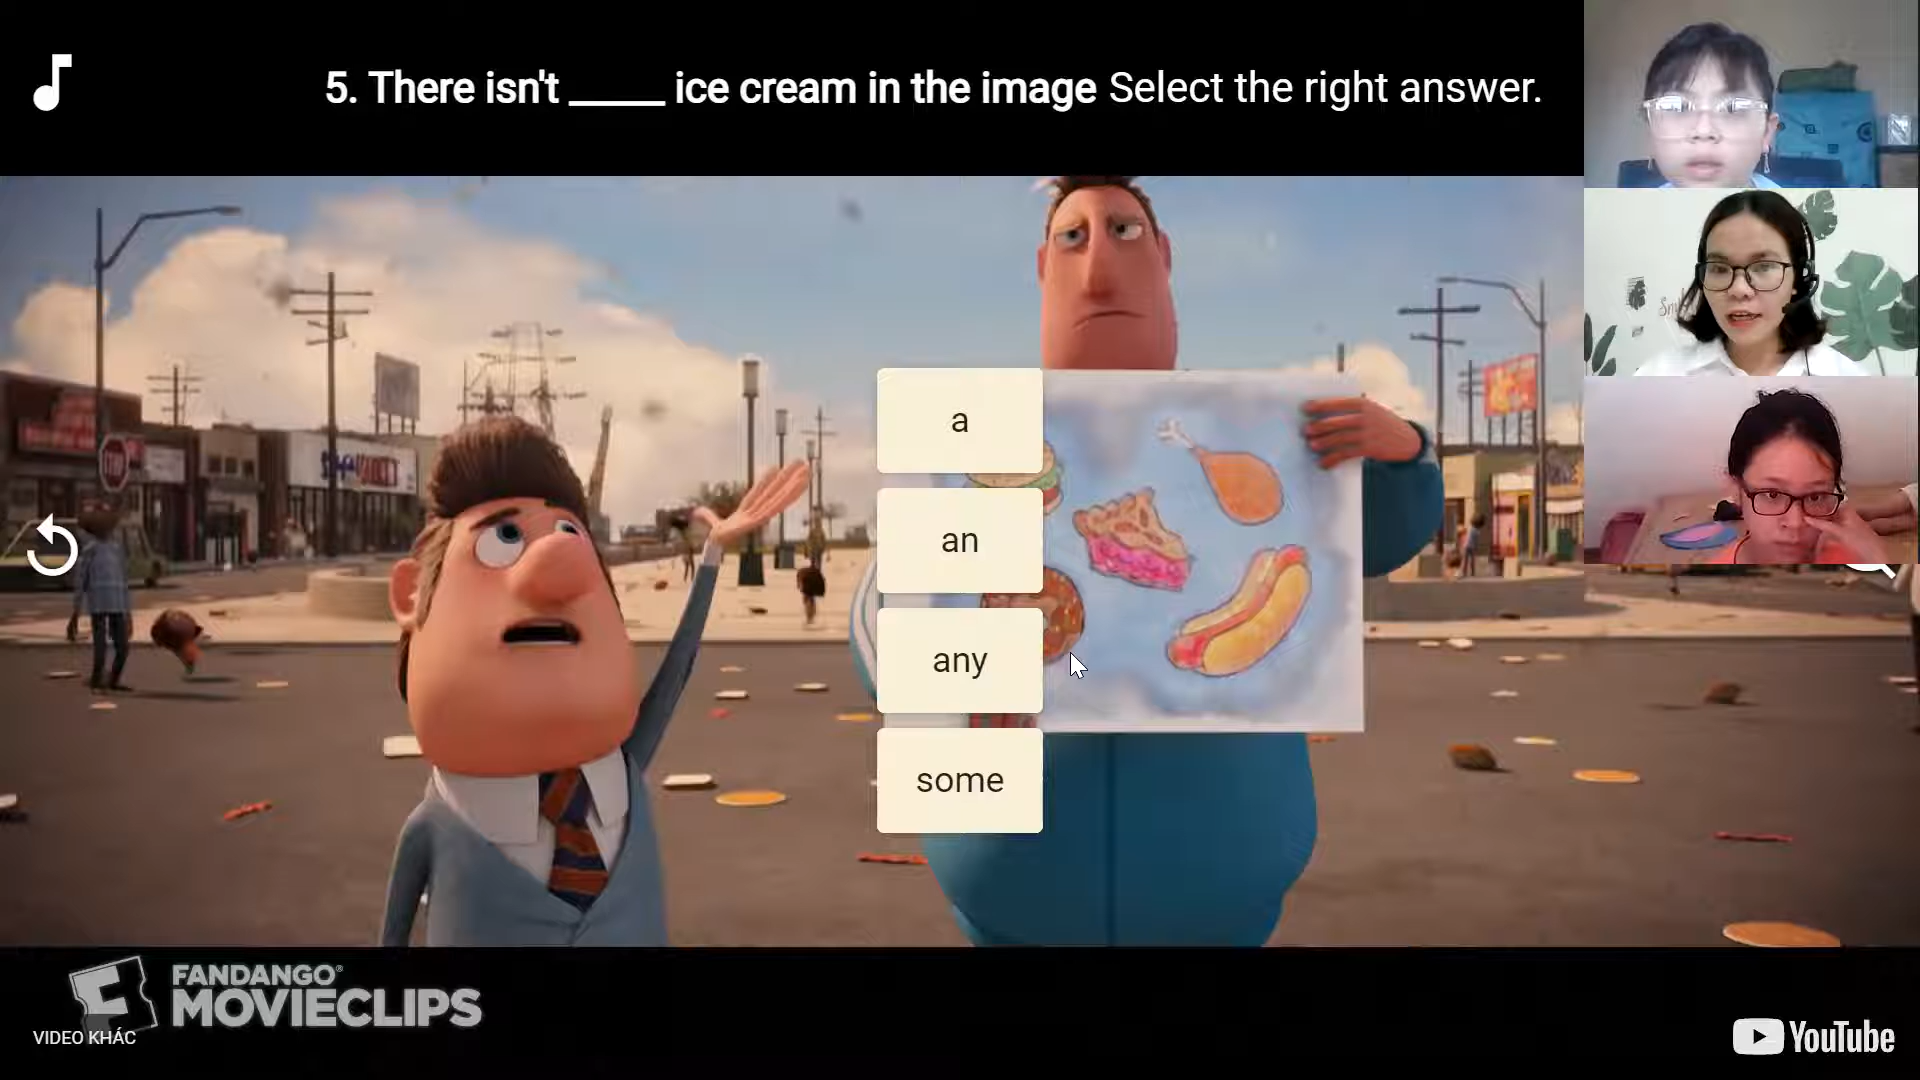 5. There isn't _____ ice cream in the image Select the right answer.
a
an
any
some
STOP
FANDANGO®
MOVIECLIPS
VIDEO KHÁC
YouTube